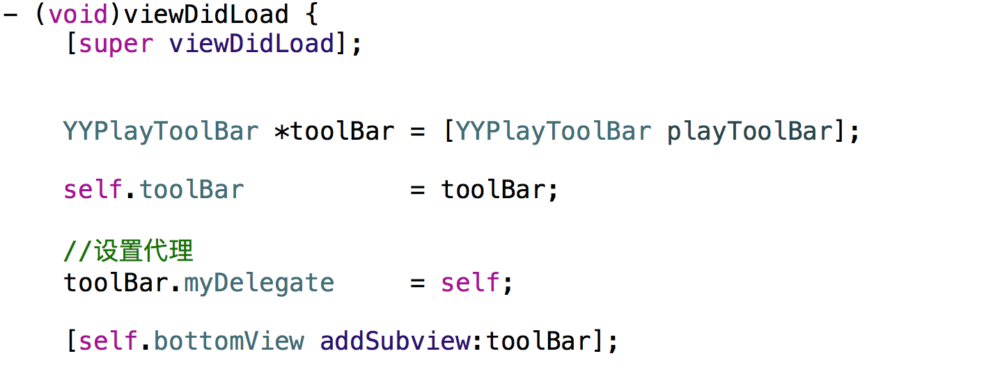 - (void)viewDidLoad {
    [super viewDidLoad];
    YYPlayToolBar *toolBar = [YYPlayToolBar playToolBar];
    self.toolBar           = toolBar;
    //设置代理
    toolBar.myDelegate     = self;
    [self.bottomView addSubview:toolBar];